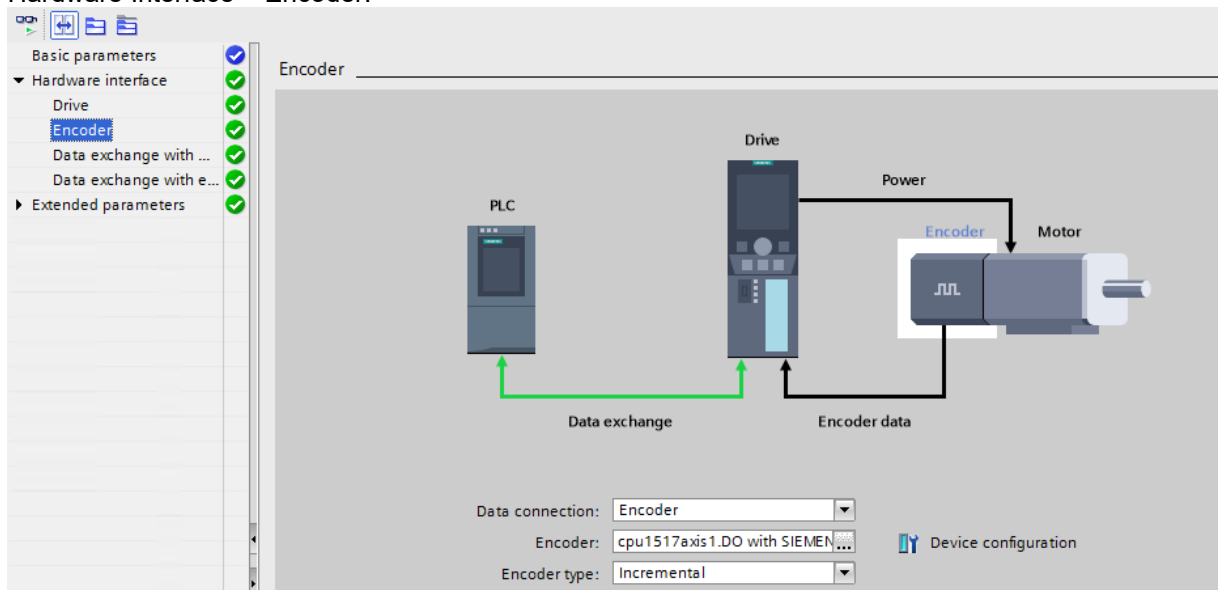 Basic parameters
Hardware interface
Drive
Encoder
Data exchange with ...
Data exchange with e...
Extended parameters
Encoder
Drive
Power
PLC
Encoder
Motor
Data exchange
Encoder data
Data connection: Encoder
Encoder: cpu1517axis1.DO with SIEMEN ...
Device configuration
Encoder type: Incremental